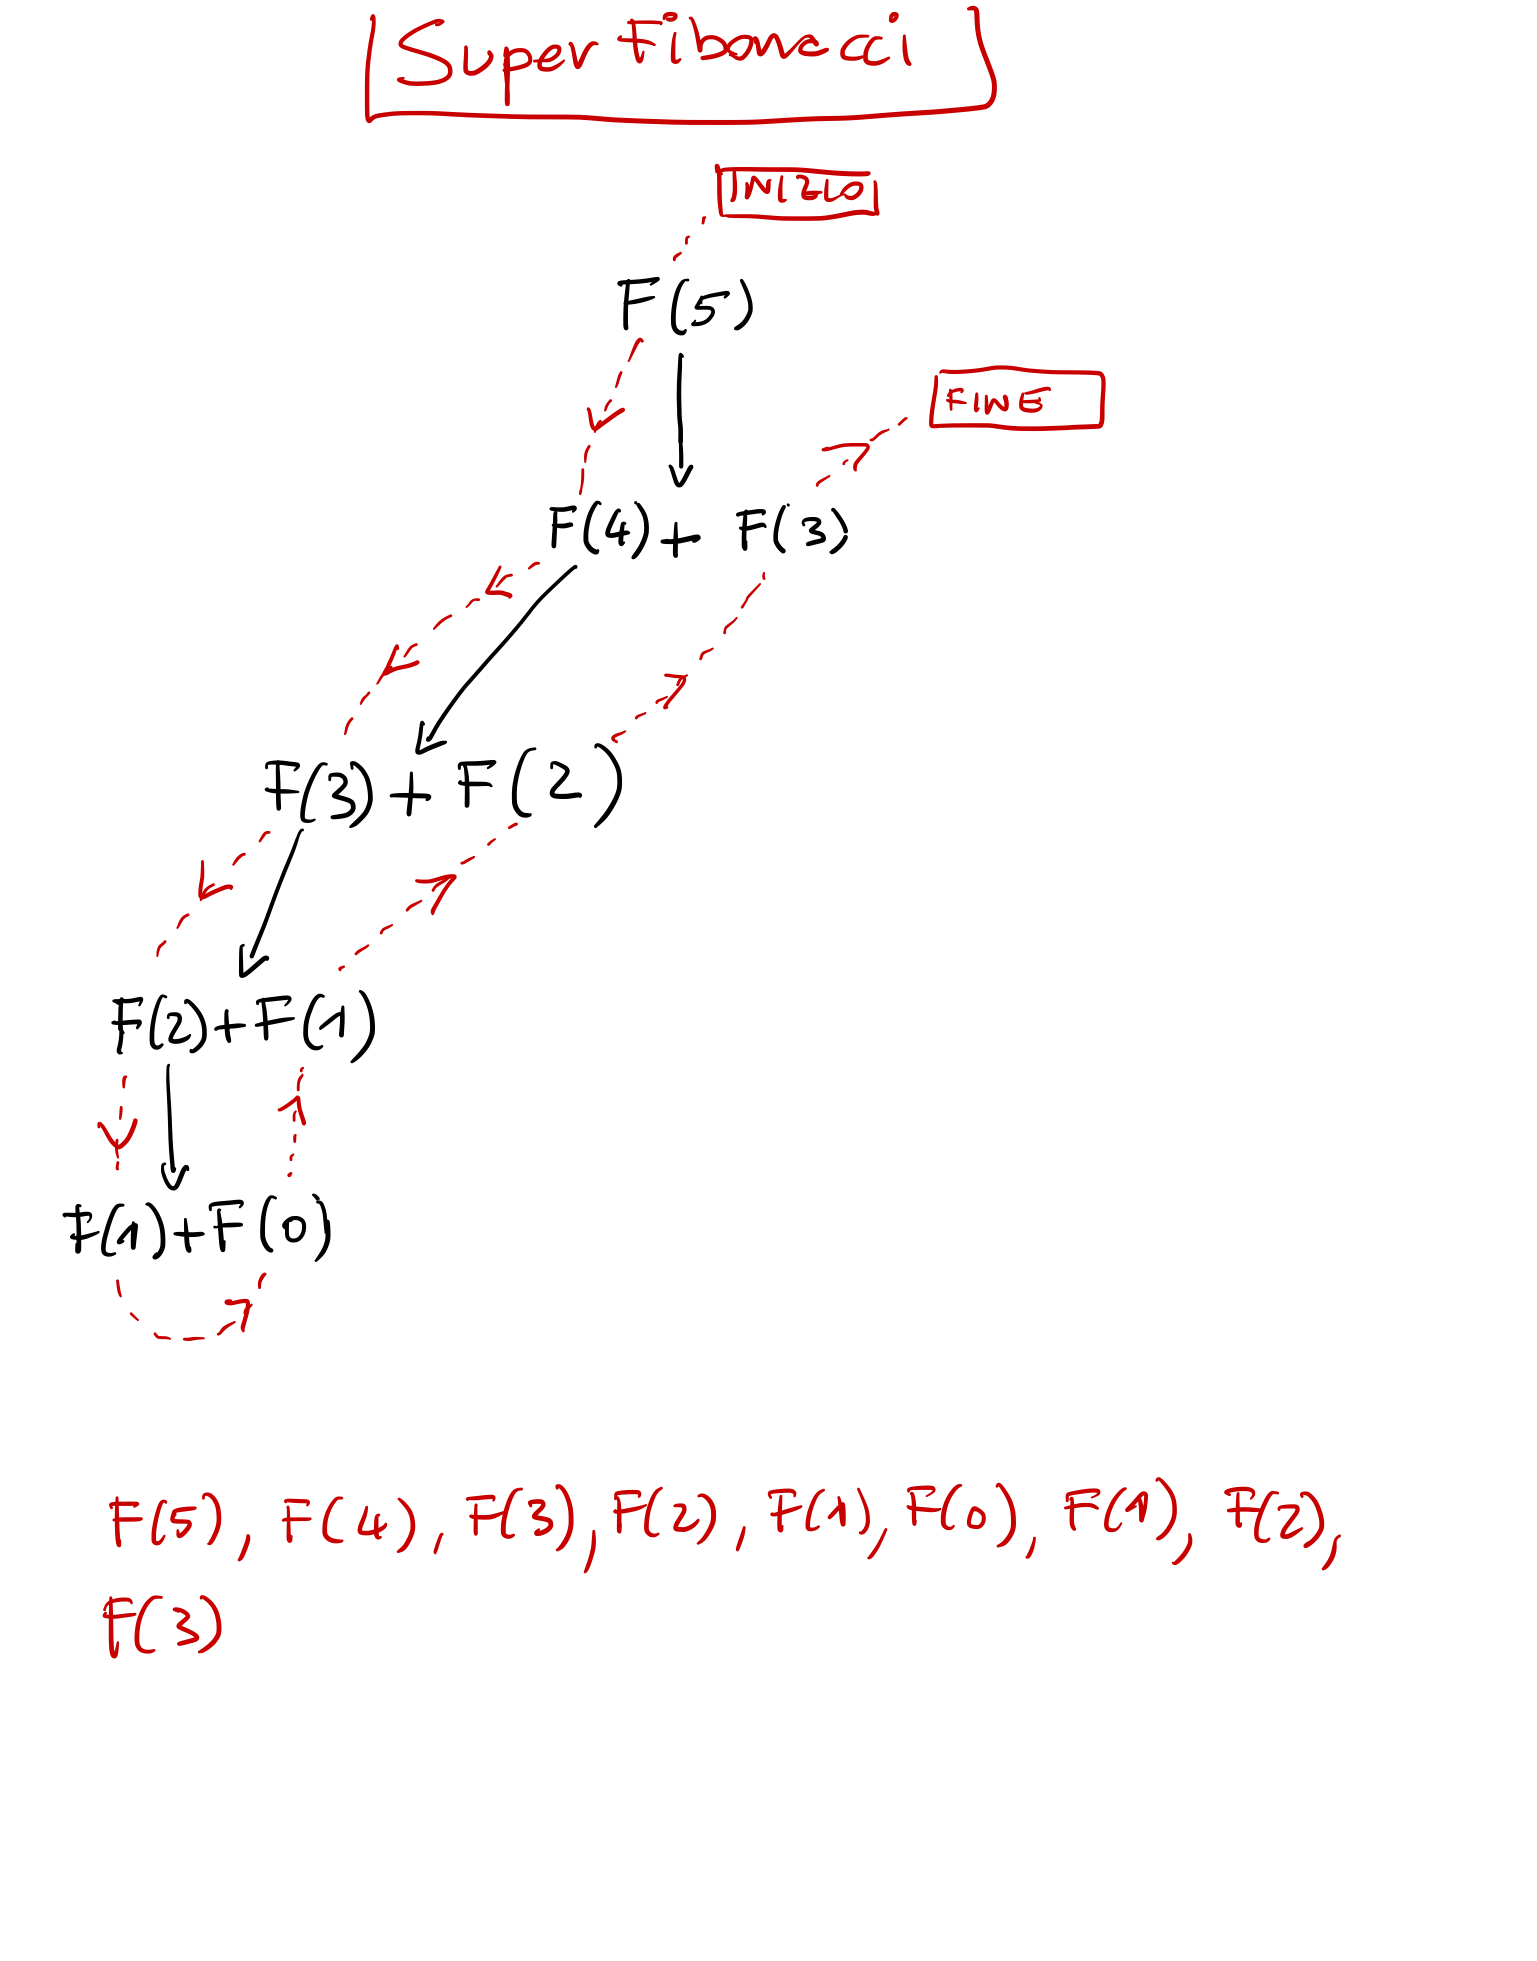 Super Fibonacci
INIZIO
F(5)
FINE
F(4) + F(3)
F(3) + F(2)
F(2) + F(1)
F(1) + F(0)
F(5), F(4), F(3), F(2), F(1), F(0), F(1), F(2),
F(3)